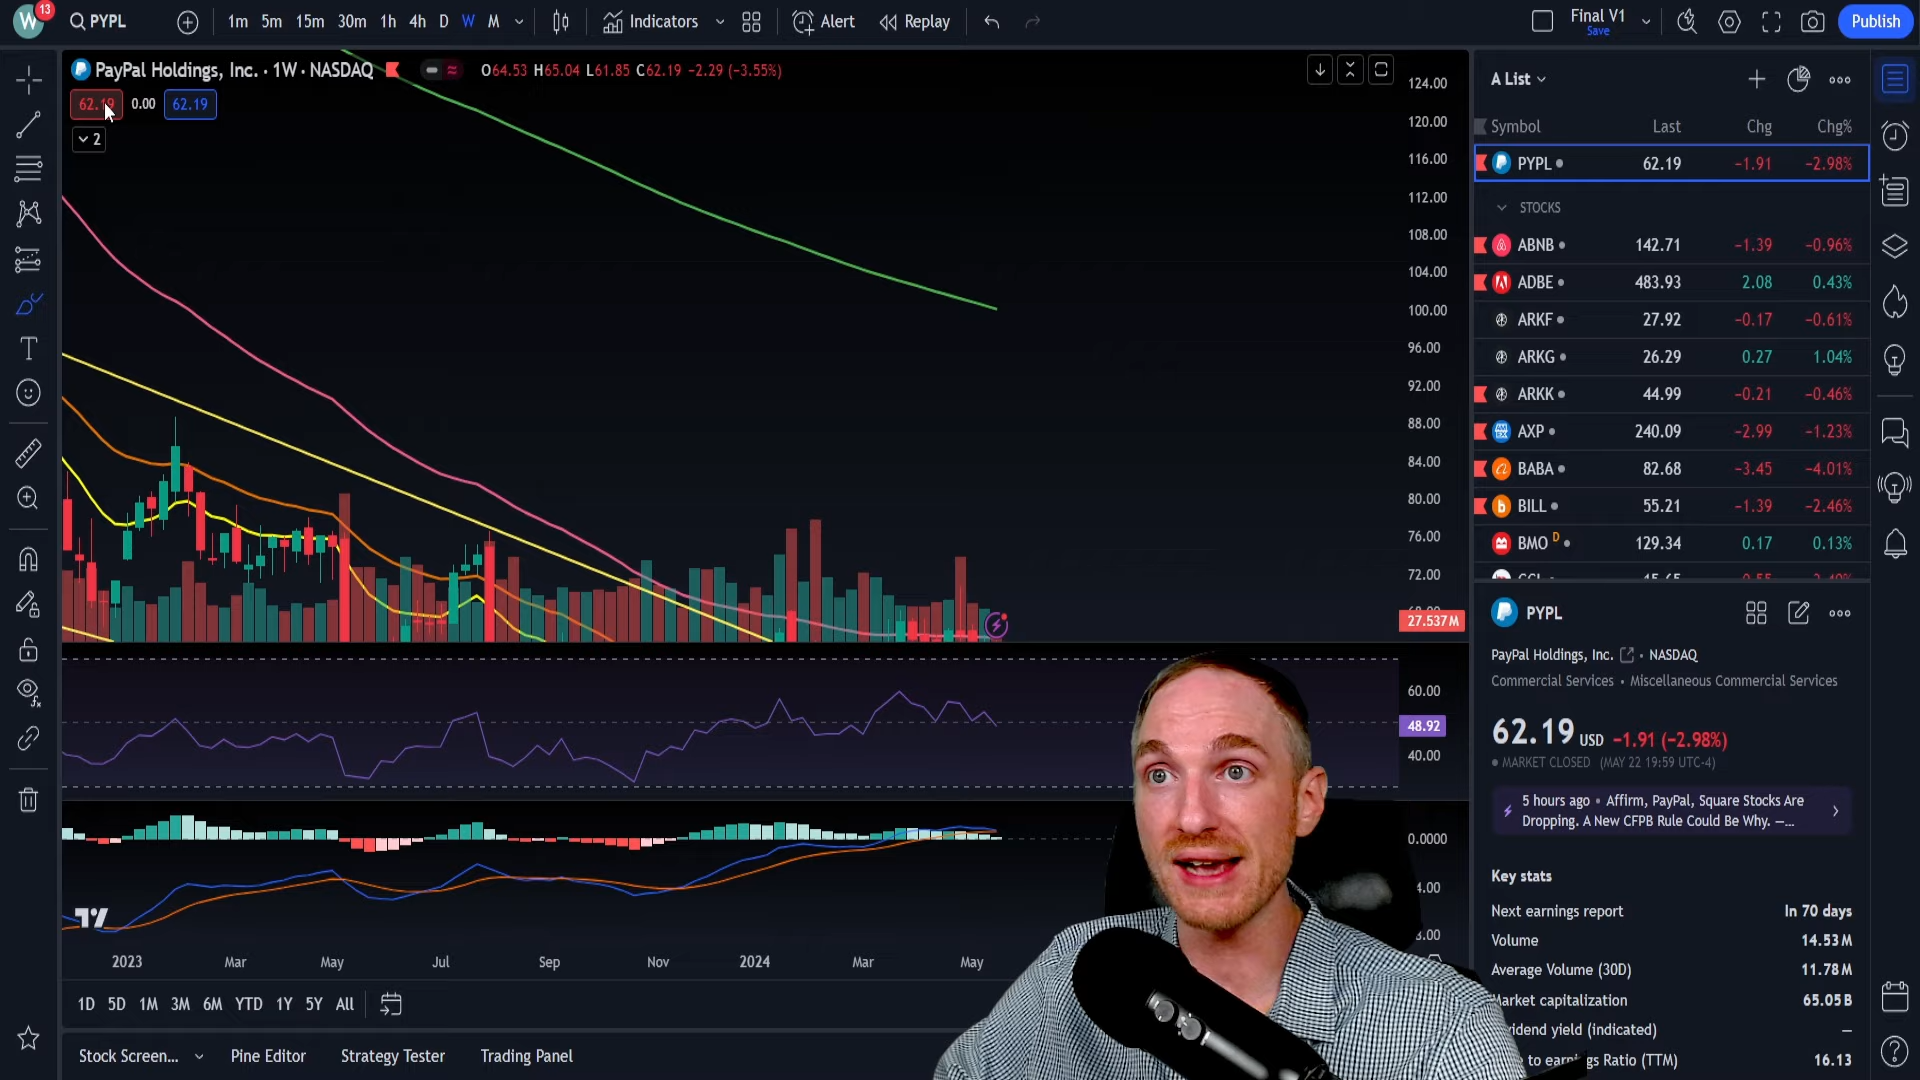 W
13
PYPL
1m 5m 15m 30m 1h 4h D W M
Indicators
Alert
Replay
Final V1
Save
Publish
PayPal Holdings, Inc. · 1W · NASDAQ
O64.53 H65.04 L61.85 C62.19 −2.29 (−3.55%)
62.19 0.00 62.19
2
124.00
120.00
116.00
112.00
108.00
104.00
100.00
96.00
92.00
88.00
84.00
80.00
76.00
72.00
27.537M
60.00
48.92
40.00
0.0000
2023 Mar May Jul Sep Nov 2024 Mar May
1D 5D 1M 3M 6M YTD 1Y 5Y All
Stock Screen... Pine Editor Strategy Tester Trading Panel
A List
Symbol Last Chg Chg%
PYPL 62.19 −1.91 −2.98%
STOCKS
ABNB 142.71 −1.39 −0.96%
ADBE 483.93 2.08 0.43%
ARKF 27.92 −0.17 −0.61%
ARKG 26.29 0.27 1.04%
ARKK 44.99 −0.21 −0.46%
AXP 240.09 −2.99 −1.23%
BABA 82.68 −3.45 −4.01%
BILL 55.21 −1.39 −2.46%
BMO D 129.34 0.17 0.13%
PYPL
PayPal Holdings, Inc. • NASDAQ
Commercial Services • Miscellaneous Commercial Services
62.19 USD −1.91 (−2.98%)
MARKET CLOSED (MAY 22 19:59 UTC-4)
5 hours ago • Affirm, PayPal, Square Stocks Are
Dropping. A New CFPB Rule Could Be Why. —...
Key stats
Next earnings report In 70 days
Volume 14.53M
Average Volume (30D) 11.78M
Market capitalization 65.05B
yield (indicated) —
to earnings Ratio (TTM) 16.13